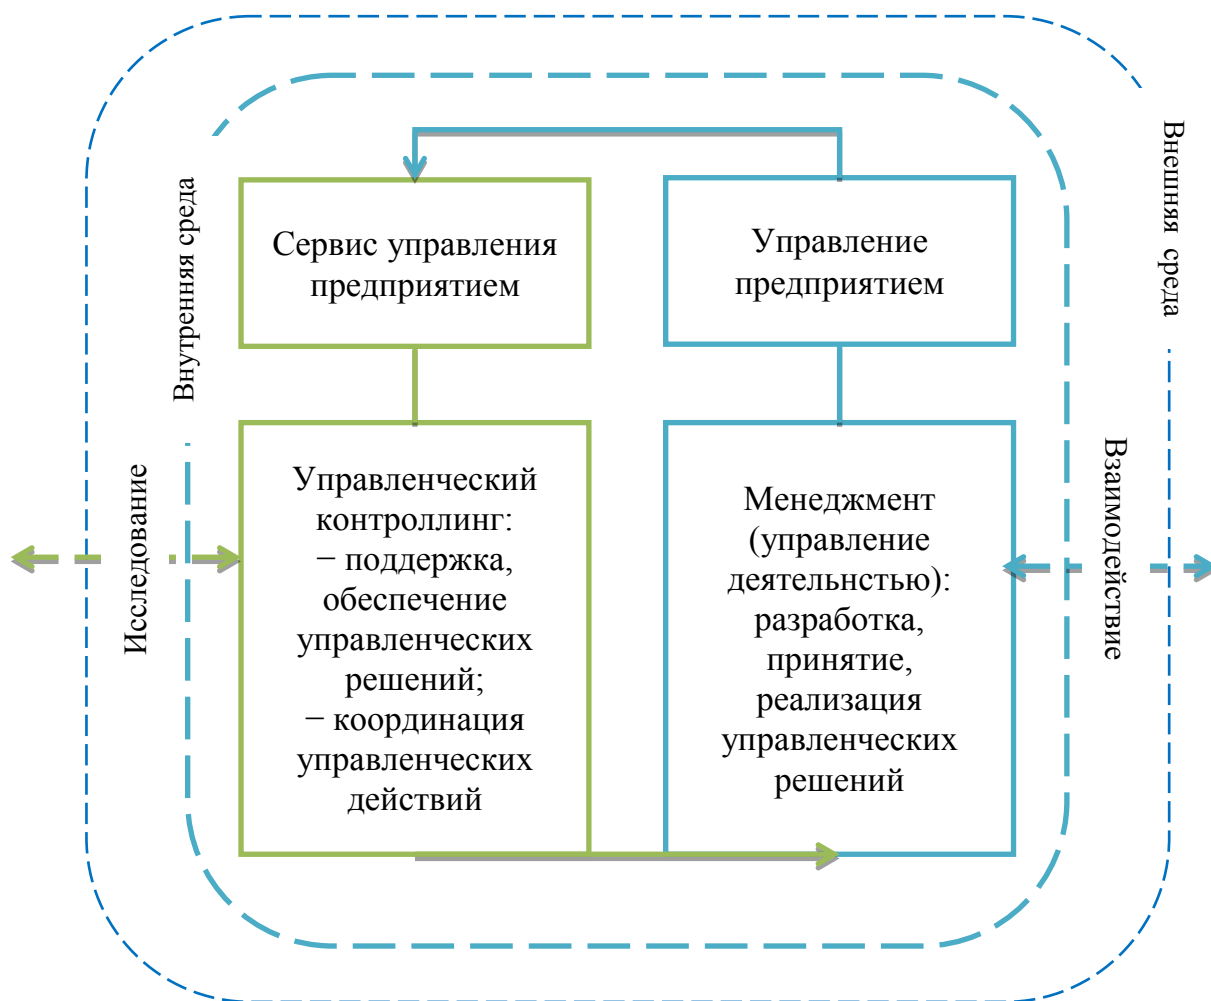 Внешняя среда
Внутренняя среда
Сервис управления
предприятием
Управление
предприятием
Исследование
Управленческий
контроллинг:
− поддержка,
обеспечение
управленческих
решений;
− координация
управленческих
действий
Менеджмент
(управление
деятельнстью):
разработка,
принятие,
реализация
управленческих
решений
Взаимодействие